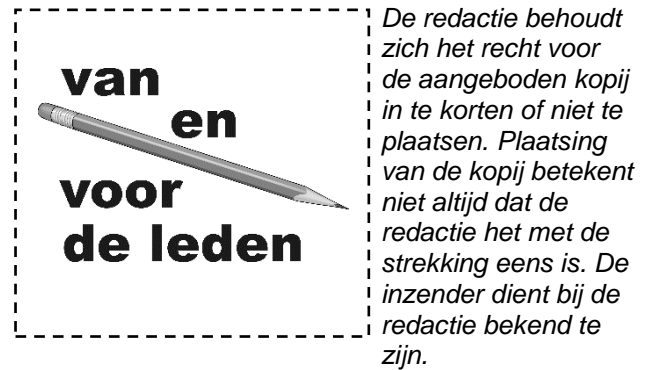 van
en
voor
de leden
De redactie behoudt
zich het recht voor
de aangeboden kopij
in te korten of niet te
plaatsen. Plaatsing
van de kopij betekent
niet altijd dat de
redactie het met de
strekking eens is. De
inzender dient bij de
redactie bekend te
zijn.